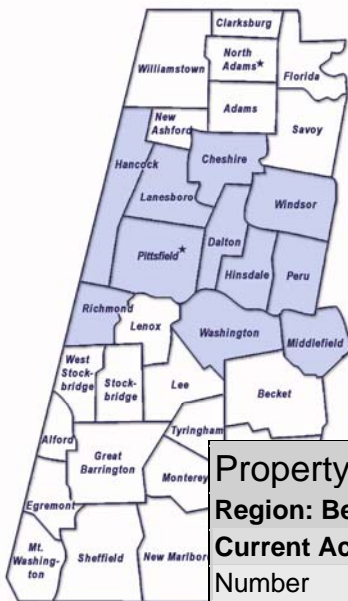 Clarksburg
North
Adams*
Williamstown
Florida
Adams
New
Ashford
Savoy
Hancock
Cheshire
Lanesboro
Windsor
Dalton
Pittsfield*
Hinsdale
Peru
Richmond
Lenox
Washington
Middlefield
West
Stock-
bridge
Stock-
bridge
Lee
Becket
Tyringham
Alford
Great
Barrington
Monterey
Egremont
Mt.
Washing-
ton
Sheffield
New Marlbor
Property
Region: Be
Current Ac
Number